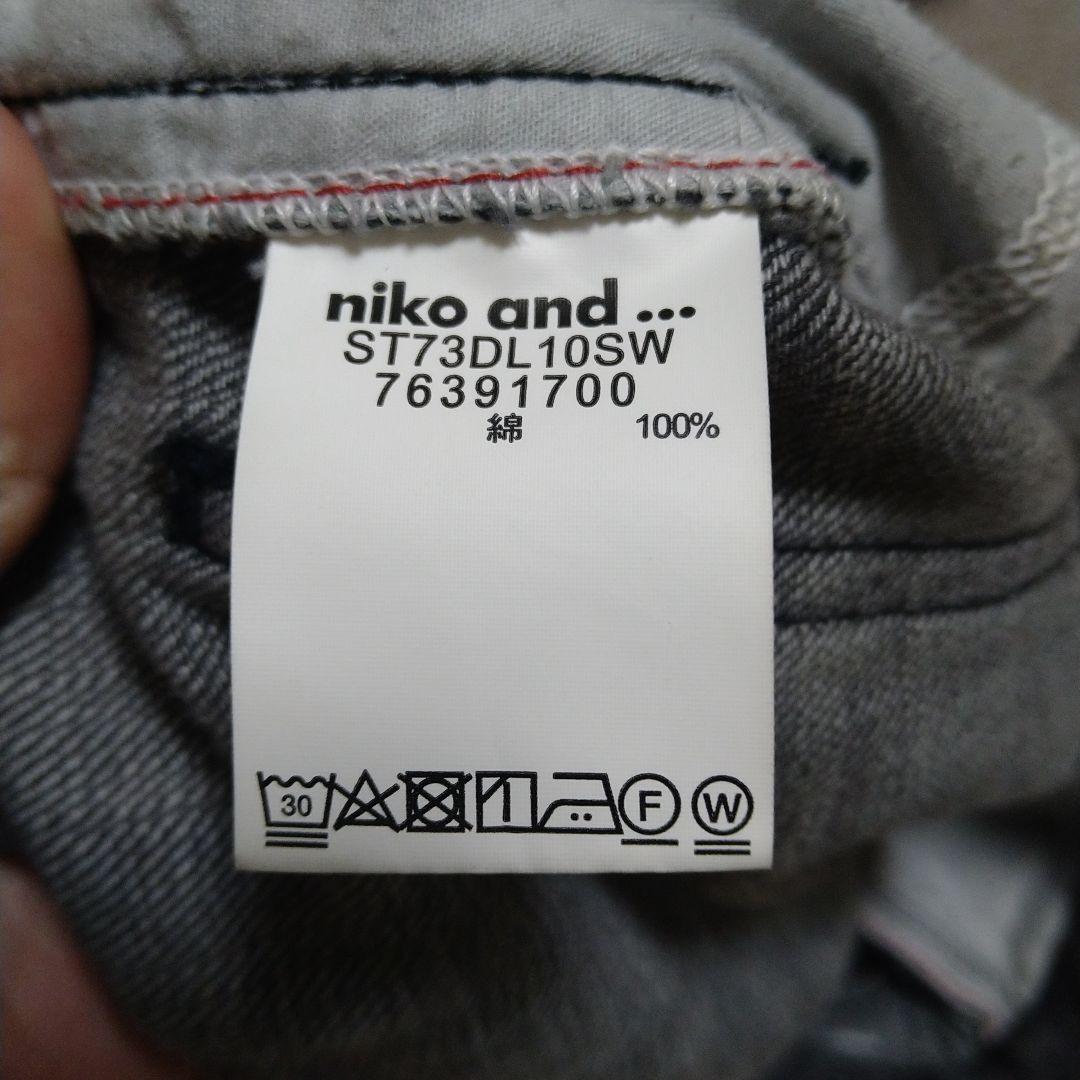 niko and ...
ST73DL10SW
76391700
綿 100%
30 F W